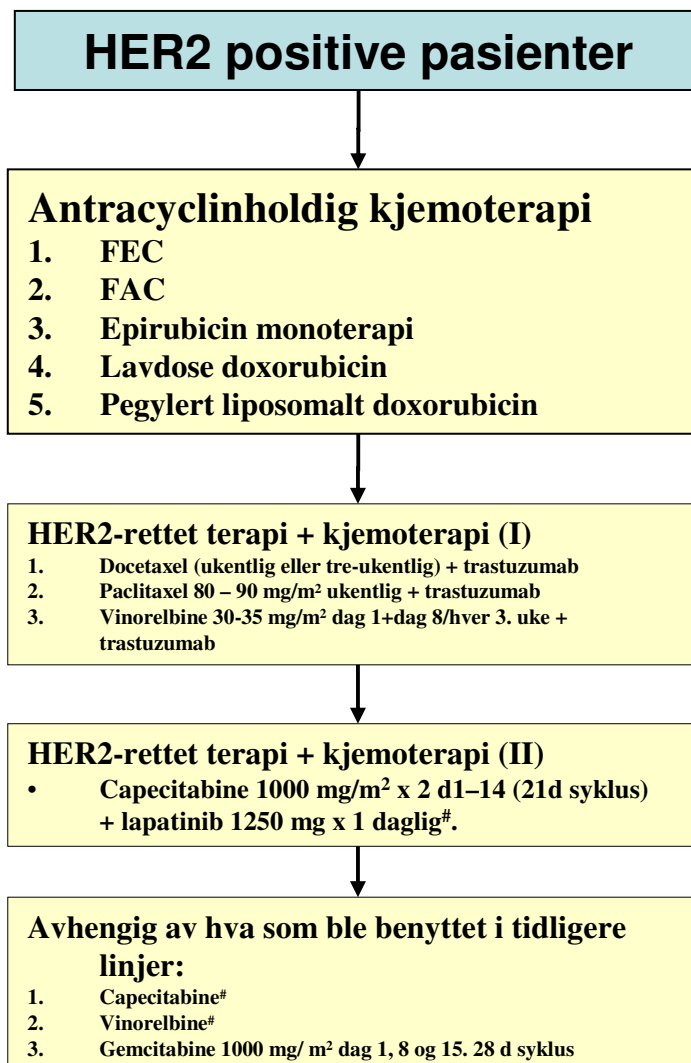 HER2 positive pasienter
Antracyclinholdig kjemoterapi
1. FEC
2. FAC
3. Epirubicin monoterapi
4. Lavdose doxorubicin
5. Pegylert liposomalt doxorubicin
HER2-rettet terapi + kjemoterapi (I)
1. Docetaxel (ukentlig eller tre-ukentlig) + trastuzumab
2. Paclitaxel 80 – 90 mg/m² ukentlig + trastuzumab
3. Vinorelbine 30-35 mg/m² dag 1+dag 8/hver 3. uke +
trastuzumab
HER2-rettet terapi + kjemoterapi (II)
• Capecitabine 1000 mg/m² x 2 d1–14 (21d syklus)
+ lapatinib 1250 mg x 1 daglig#.
Avhengig av hva som ble benyttet i tidligere
linjer:
1. Capecitabine#
2. Vinorelbine#
3. Gemcitabine 1000 mg/ m² dag 1, 8 og 15. 28 d syklus